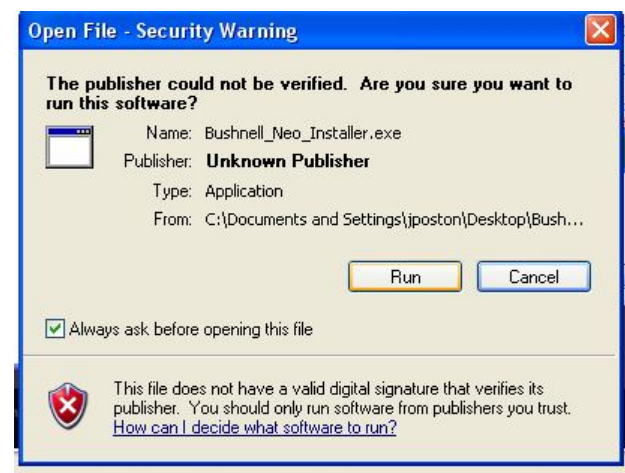 Open File - Security Warning
The publisher could not be verified.  Are you sure you want to
run this software?
Name: Bushnell_Neo_Installer.exe
Publisher: Unknown Publisher
Type: Application
From: C:\Documents and Settings\jposton\Desktop\Bush...
Run Cancel
Always ask before opening this file
This file does not have a valid digital signature that verifies its
publisher.  You should only run software from publishers you trust.
How can I decide what software to run?